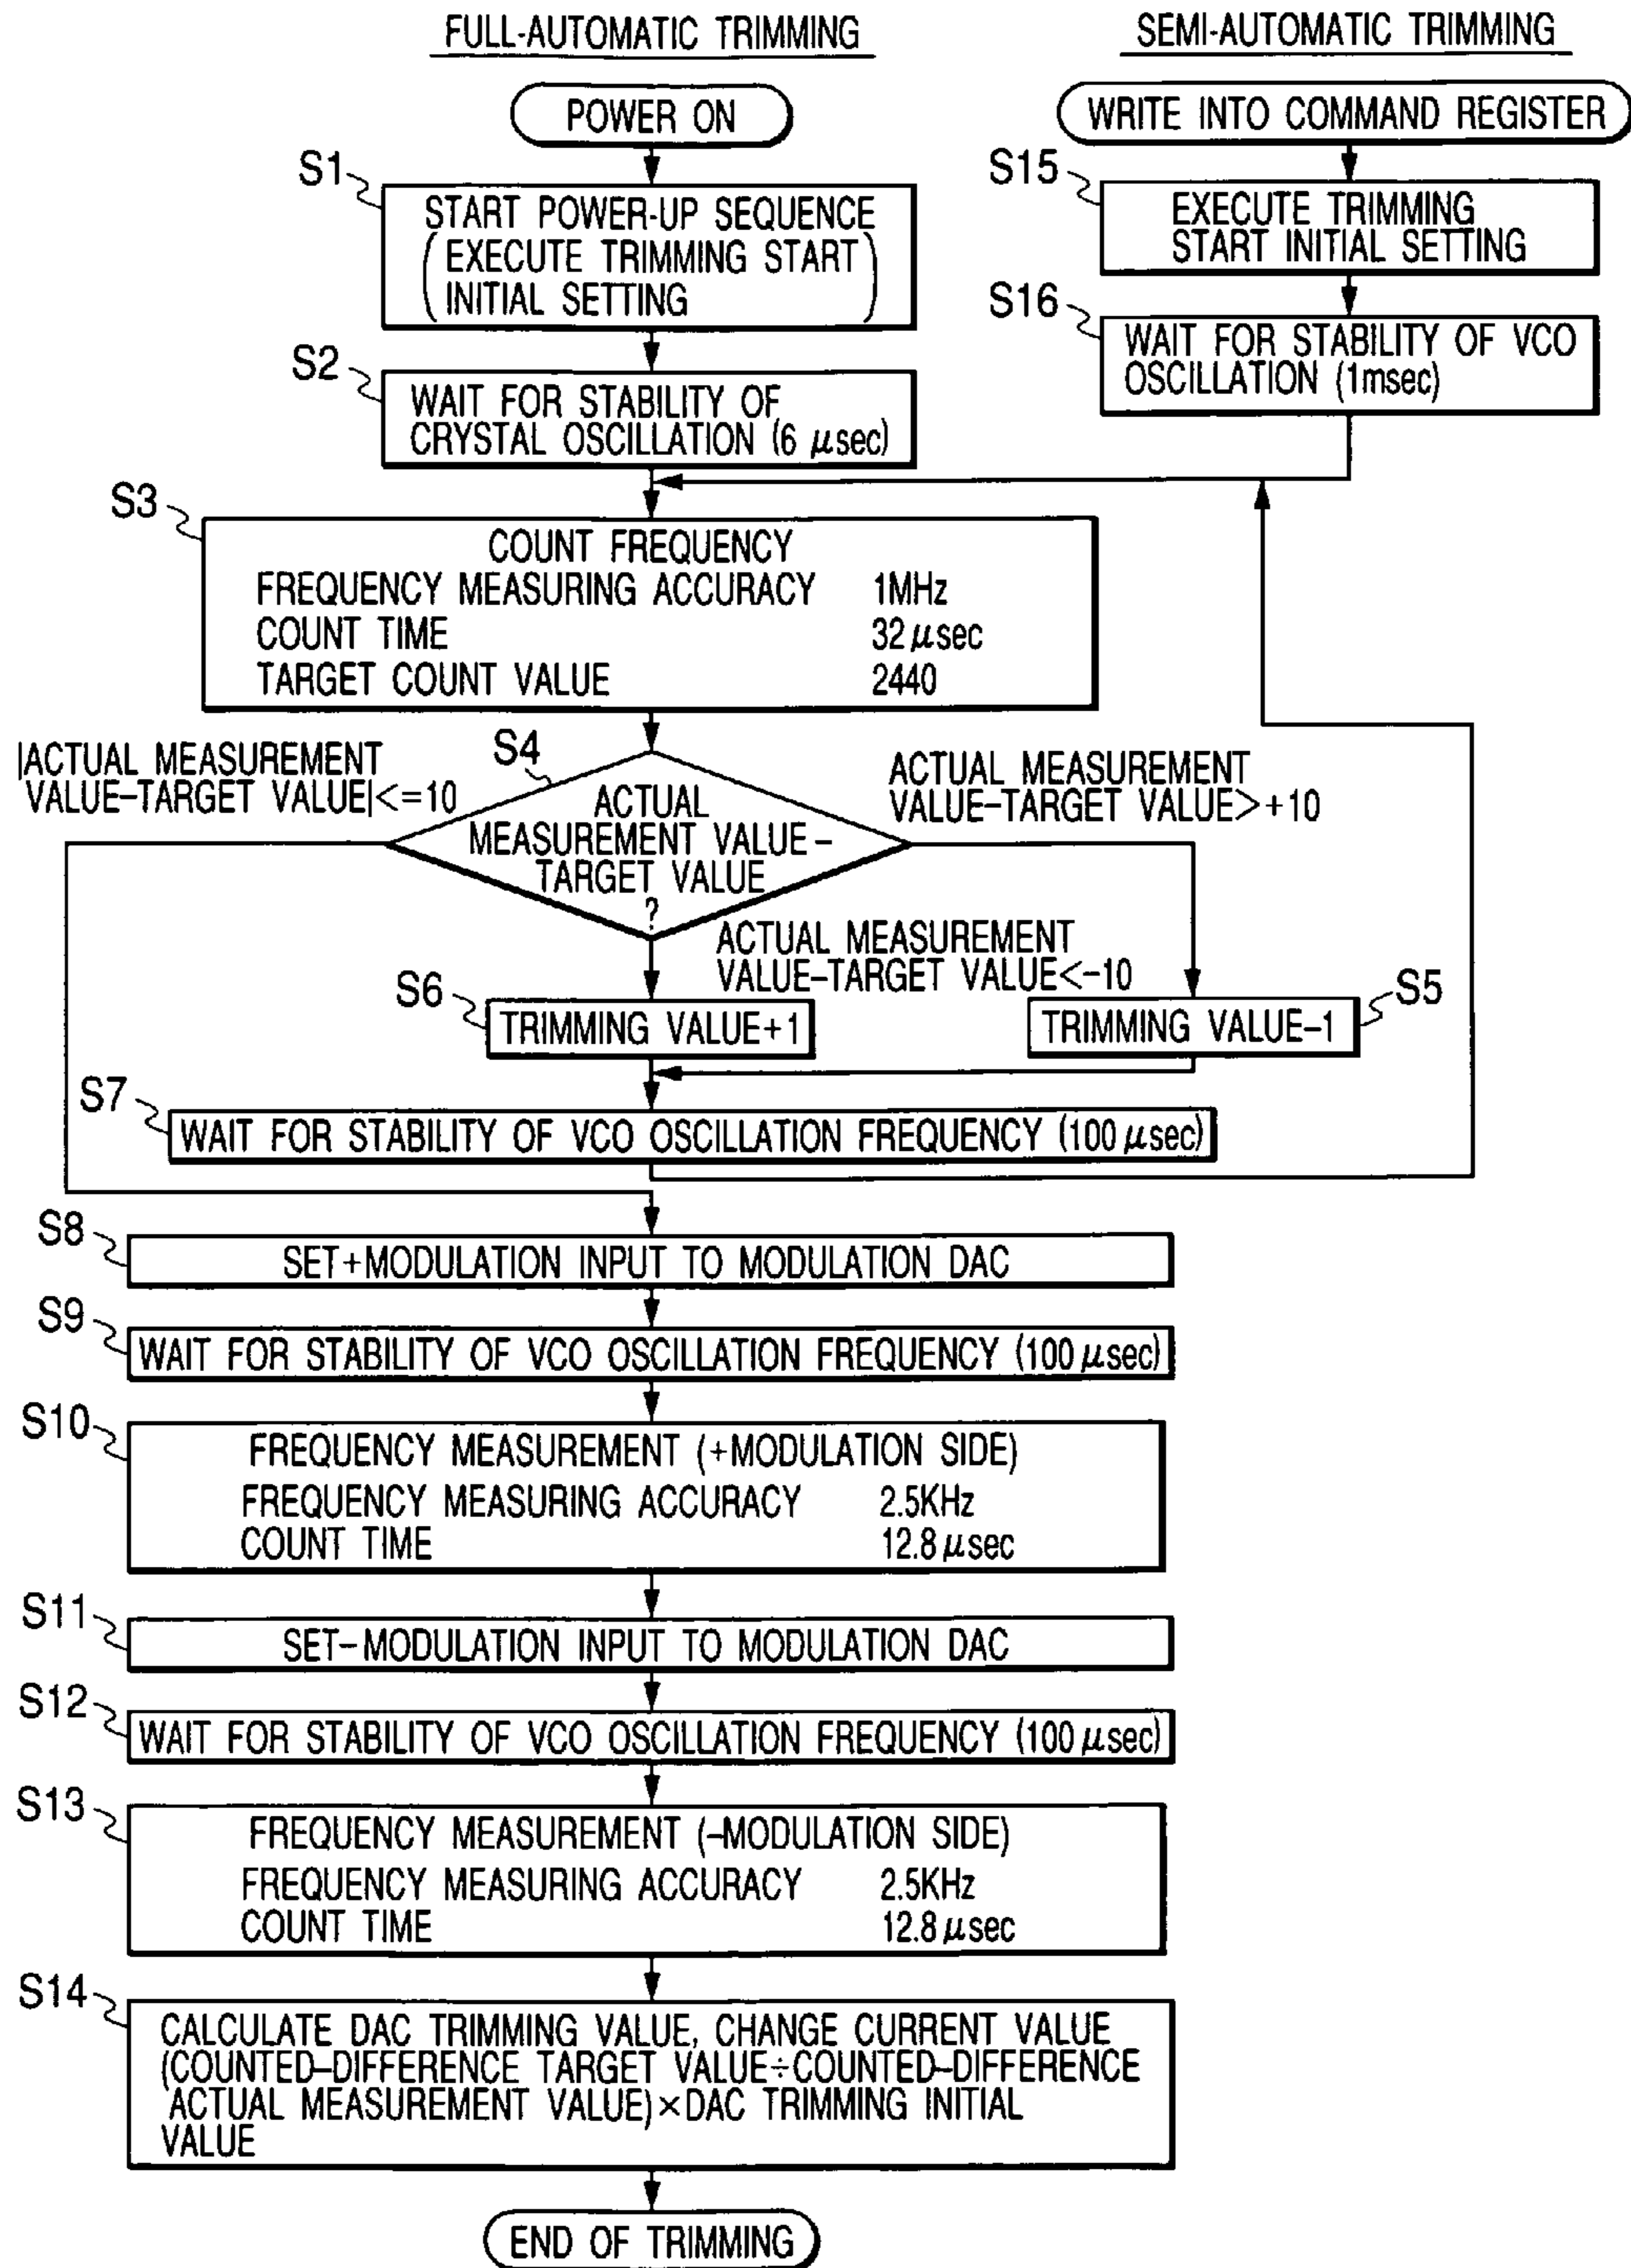 FULL-AUTOMATIC TRIMMING
SEMI-AUTOMATIC TRIMMING
POWER ON
WRITE INTO COMMAND REGISTER
S1
START POWER-UP SEQUENCE
(EXECUTE TRIMMING START
INITIAL SETTING)
S15
EXECUTE TRIMMING
START INITIAL SETTING
S2
WAIT FOR STABILITY OF
CRYSTAL OSCILLATION (6 μsec)
S16
WAIT FOR STABILITY OF VCO
OSCILLATION (1msec)
S3
COUNT FREQUENCY
FREQUENCY MEASURING ACCURACY 1MHz
COUNT TIME 32μsec
TARGET COUNT VALUE 2440
|ACTUAL MEASUREMENT
VALUE-TARGET VALUE|<=10
S4
ACTUAL
MEASUREMENT VALUE-
TARGET VALUE
?
ACTUAL MEASUREMENT
VALUE-TARGET VALUE>+10
ACTUAL MEASUREMENT
VALUE-TARGET VALUE<-10
S6
TRIMMING VALUE+1
S5
TRIMMING VALUE-1
S7
WAIT FOR STABILITY OF VCO OSCILLATION FREQUENCY (100μsec)
S8
SET+MODULATION INPUT TO MODULATION DAC
S9
WAIT FOR STABILITY OF VCO OSCILLATION FREQUENCY (100μsec)
S10
FREQUENCY MEASUREMENT (+MODULATION SIDE)
FREQUENCY MEASURING ACCURACY 2.5KHz
COUNT TIME 12.8μsec
S11
SET-MODULATION INPUT TO MODULATION DAC
S12
WAIT FOR STABILITY OF VCO OSCILLATION FREQUENCY (100μsec)
S13
FREQUENCY MEASUREMENT (-MODULATION SIDE)
FREQUENCY MEASURING ACCURACY 2.5KHz
COUNT TIME 12.8μsec
S14
CALCULATE DAC TRIMMING VALUE, CHANGE CURRENT VALUE
(COUNTED-DIFFERENCE TARGET VALUE÷COUNTED-DIFFERENCE
ACTUAL MEASUREMENT VALUE)×DAC TRIMMING INITIAL
VALUE
END OF TRIMMING